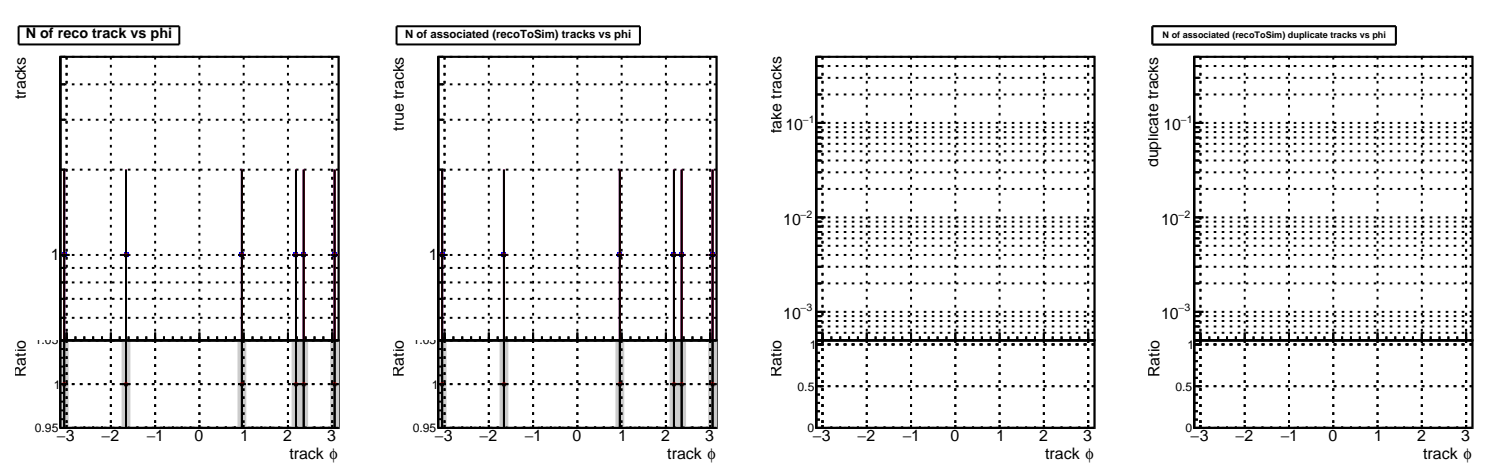 N of reco track vs phi
tracks
1
Ratio
1.05
1
0.95
−3 −2 −1 0 1 2 3
track ϕ
N of associated (recoToSim) tracks vs phi
true tracks
1
Ratio
1.05
1
0.95
−3 −2 −1 0 1 2 3
track ϕ
fake tracks
10⁻¹
10⁻²
10⁻³
Ratio
1
0.5
0
−3 −2 −1 0 1 2 3
track ϕ
N of associated (recoToSim) duplicate tracks vs phi
duplicate tracks
10⁻¹
10⁻²
10⁻³
Ratio
1
0.5
0
−3 −2 −1 0 1 2 3
track ϕ